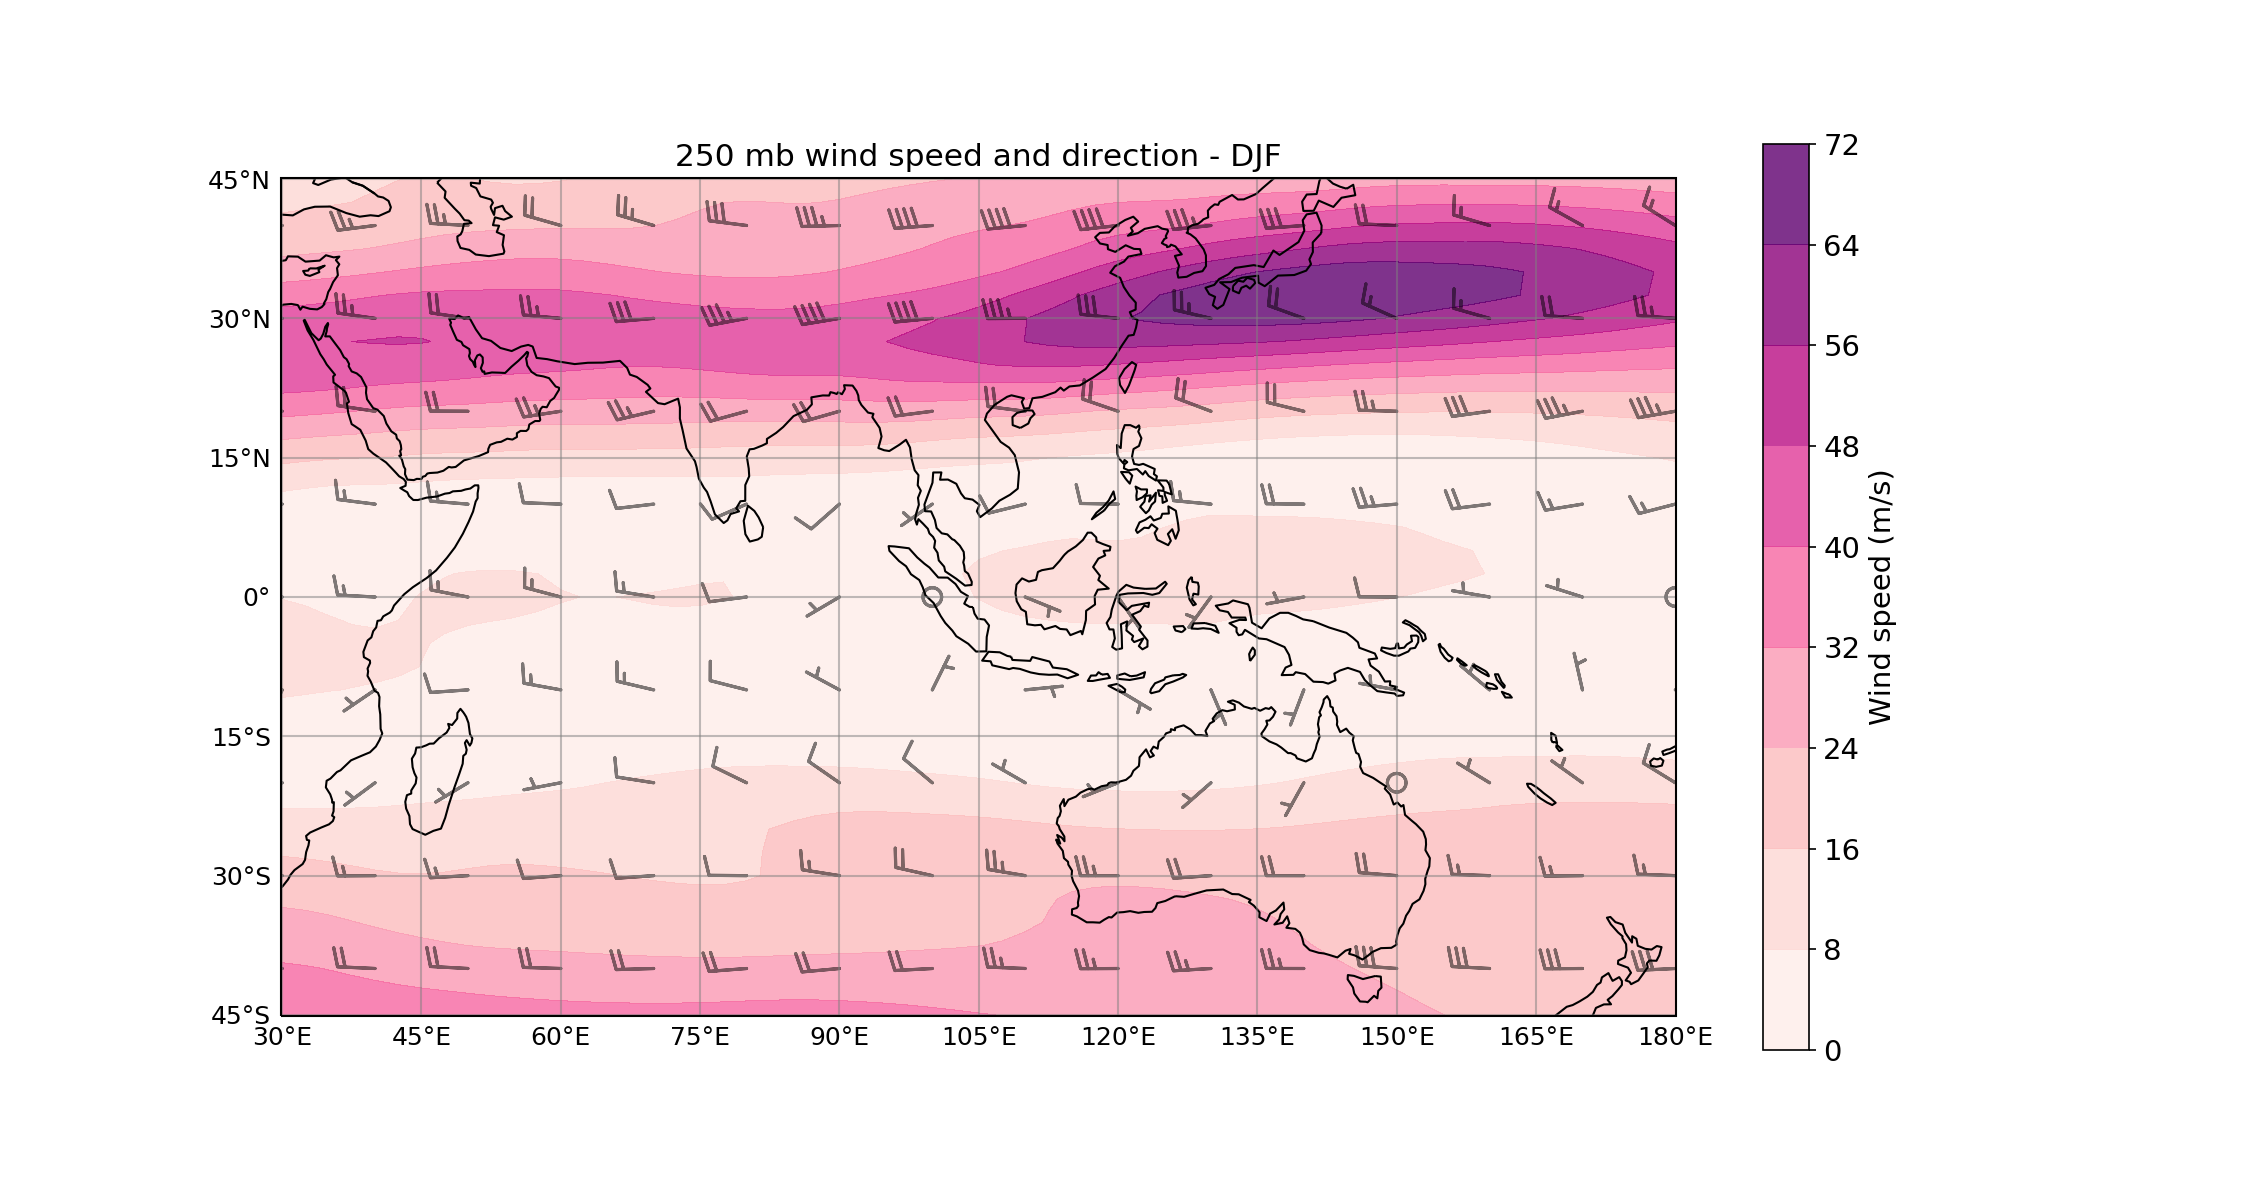 250 mb wind speed and direction - DJF
45°N
30°N
15°N
0°
15°S
30°S
45°S
30°E 45°E 60°E 75°E 90°E 105°E 120°E 135°E 150°E 165°E 180°E
72
64
56
48
40
32
24
16
8
0
Wind speed (m/s)